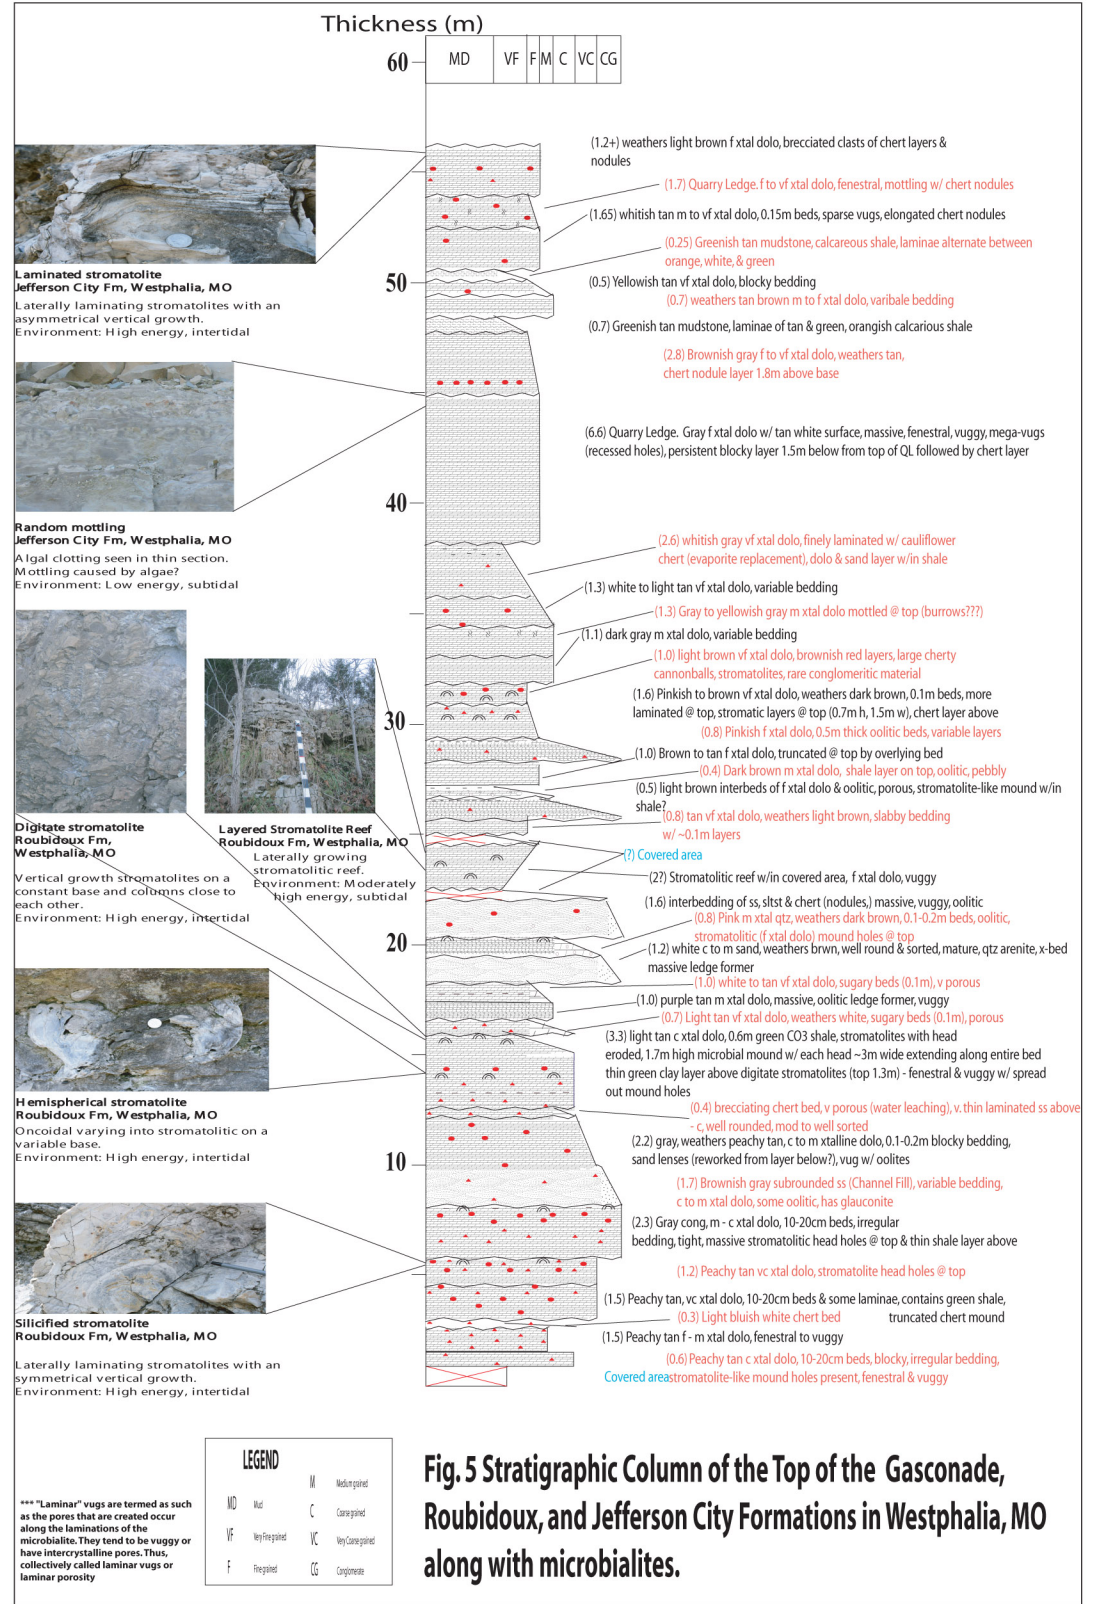 Thickness (m)
MD VF F M C VC CG
60
50
40
30
20
10
(1.2+) weathers light brown f xtal dolo, brecciated clasts of chert layers &
nodules
(1.7) Quarry Ledge. f to vf xtal dolo, fenestral, mottling w/ chert nodules
(1.65) whitish tan m to vf xtal dolo, 0.15m beds, sparse vugs, elongated chert nodules
(0.25) Greenish tan mudstone, calcareous shale, laminae alternate between
orange, white, & green
(0.5) Yellowish tan vf xtal dolo, blocky bedding
(0.7) weathers tan brown m to f xtal dolo, varibale bedding
(0.7) Greenish tan mudstone, laminae of tan & green, orangish calcarious shale
(2.8) Brownish gray f to vf xtal dolo, weathers tan,
chert nodule layer 1.8m above base
(6.6) Quarry Ledge. Gray f xtal dolo w/ tan white surface, massive, fenestral, vuggy, mega-vugs
(recessed holes), persistent blocky layer 1.5m below from top of QL followed by chert layer
(2.6) whitish gray vf xtal dolo, finely laminated w/ cauliflower
chert (evaporite replacement), dolo & sand layer w/in shale
(1.3) white to light tan vf xtal dolo, variable bedding
(1.3) Gray to yellowish gray m xtal dolo mottled @ top (burrows???)
(1.1) dark gray m xtal dolo, variable bedding
(1.0) light brown vf xtal dolo, brownish red layers, large cherty
cannonballs, stromatolites, rare conglomeritic material
(1.6) Pinkish to brown vf xtal dolo, weathers dark brown, 0.1m beds, more
laminated @ top, stromatic layers @ top (0.7m h, 1.5m w), chert layer above
(0.8) Pinkish f xtal dolo, 0.5m thick oolitic beds, variable layers
(1.0) Brown to tan f xtal dolo, truncated @ top by overlying bed
(0.4) Dark brown m xtal dolo, shale layer on top, oolitic, pebbly
(0.5) light brown interbeds of f xtal dolo & oolitic, porous, stromatolite-like mound w/in
shale?
(0.8) tan vf xtal dolo, weathers light brown, slabby bedding
w/ ~0.1m layers
(?) Covered area
(2?) Stromatolitic reef w/in covered area, f xtal dolo, vuggy
(1.6) interbedding of ss, sltst & chert (nodules,) massive, vuggy, oolitic
(0.8) Pink m xtal qtz, weathers dark brown, 0.1-0.2m beds, oolitic,
stromatolitic (f xtal dolo) mound holes @ top
(1.2) white c to m sand, weathers brwn, well round & sorted, mature, qtz arenite, x-bed
massive ledge former
(1.0) white to tan vf xtal dolo, sugary beds (0.1m), v porous
(1.0) purple tan m xtal dolo, massive, oolitic ledge former, vuggy
(0.7) Light tan vf xtal dolo, weathers white, sugary beds (0.1m), porous
(3.3) light tan c xtal dolo, 0.6m green CO3 shale, stromatolites with head
eroded, 1.7m high microbial mound w/ each head ~3m wide extending along entire bed
thin green clay layer above digitate stromatolites (top 1.3m) - fenestral & vuggy w/ spread
out mound holes
(0.4) brecciating chert bed, v porous (water leaching), v. thin laminated ss above
- c, well rounded, mod to well sorted
(2.2) gray, weathers peachy tan, c to m xtalline dolo, 0.1-0.2m blocky bedding,
sand lenses (reworked from layer below?), vug w/ oolites
(1.7) Brownish gray subrounded ss (Channel Fill), variable bedding,
c to m xtal dolo, some oolitic, has glauconite
(2.3) Gray cong, m - c xtal dolo, 10-20cm beds, irregular
bedding, tight, massive stromatolitic head holes @ top & thin shale layer above
(1.2) Peachy tan vc xtal dolo, stromatolite head holes @ top
(1.5) Peachy tan, vc xtal dolo, 10-20cm beds & some laminae, contains green shale,
truncated chert mound
(0.3) Light bluish white chert bed
(1.5) Peachy tan f - m xtal dolo, fenestral to vuggy
(0.6) Peachy tan c xtal dolo, 10-20cm beds, blocky, irregular bedding,
stromatolite-like mound holes present, fenestral & vuggy
Covered area
Laminated stromatolite
Jefferson City Fm, Westphalia, MO
Laterally laminating stromatolites with an
asymmetrical vertical growth.
Environment: High energy, intertidal
Random mottling
Jefferson City Fm, Westphalia, MO
Algal clotting seen in thin section.
Mottling caused by algae?
Environment: Low energy, subtidal
Digitate stromatolite
Roubidoux Fm,
Westphalia, MO
Vertical growth stromatolites on a
constant base and columns close to
each other.
Environment: High energy, intertidal
Layered Stromatolite Reef
Roubidoux Fm, Westphalia, MO
Laterally growing
stromatolitic reef.
Environment: Moderately
high energy, subtidal
Hemispherical stromatolite
Roubidoux Fm, Westphalia, MO
Oncoidal varying into stromatolitic on a
variable base.
Environment: High energy, intertidal
Silicified stromatolite
Roubidoux Fm, Westphalia, MO
Laterally laminating stromatolites with an
symmetrical vertical growth.
Environment: High energy, intertidal
*** "Laminar" vugs are termed as such
as the pores that are created occur
along the laminations of the
microbialite. They tend to be vuggy or
have intercrystalline pores. Thus,
collectively called laminar vugs or
laminar porosity
LEGEND
MD Mud
VF Very Fine grained
F Fine grained
M Medium grained
C Coarse grained
VC Very Coarse grained
CG Conglomerate
Fig. 5 Stratigraphic Column of the Top of the Gasconade,
Roubidoux, and Jefferson City Formations in Westphalia, MO
along with microbialites.